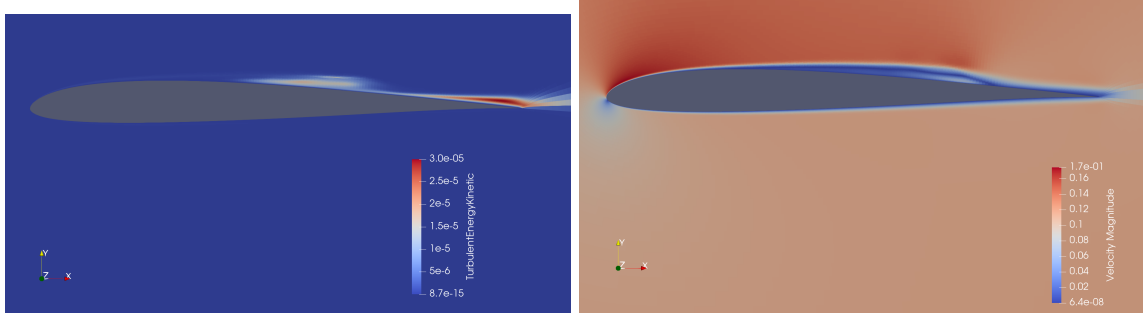 3.0e-05
2.5e-5
2e-5
1.5e-5
1e-5
5e-6
8.7e-15
TurbulentEnergyKinetic
Y
Z X
1.7e-01
0.16
0.14
0.12
0.1
0.08
0.06
0.04
0.02
6.4e-08
Velocity Magnitude
Y
Z X